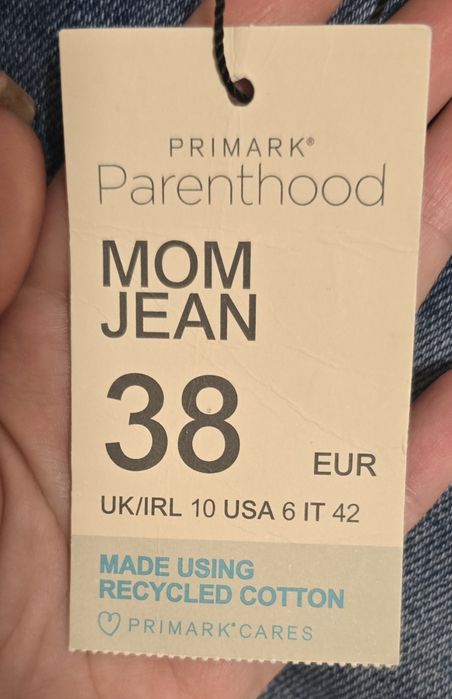 PRIMARK®
Parenthood
MOM
JEAN
38
EUR
UK/IRL 10 USA 6 IT 42
MADE USING
RECYCLED COTTON
PRIMARK®CARES